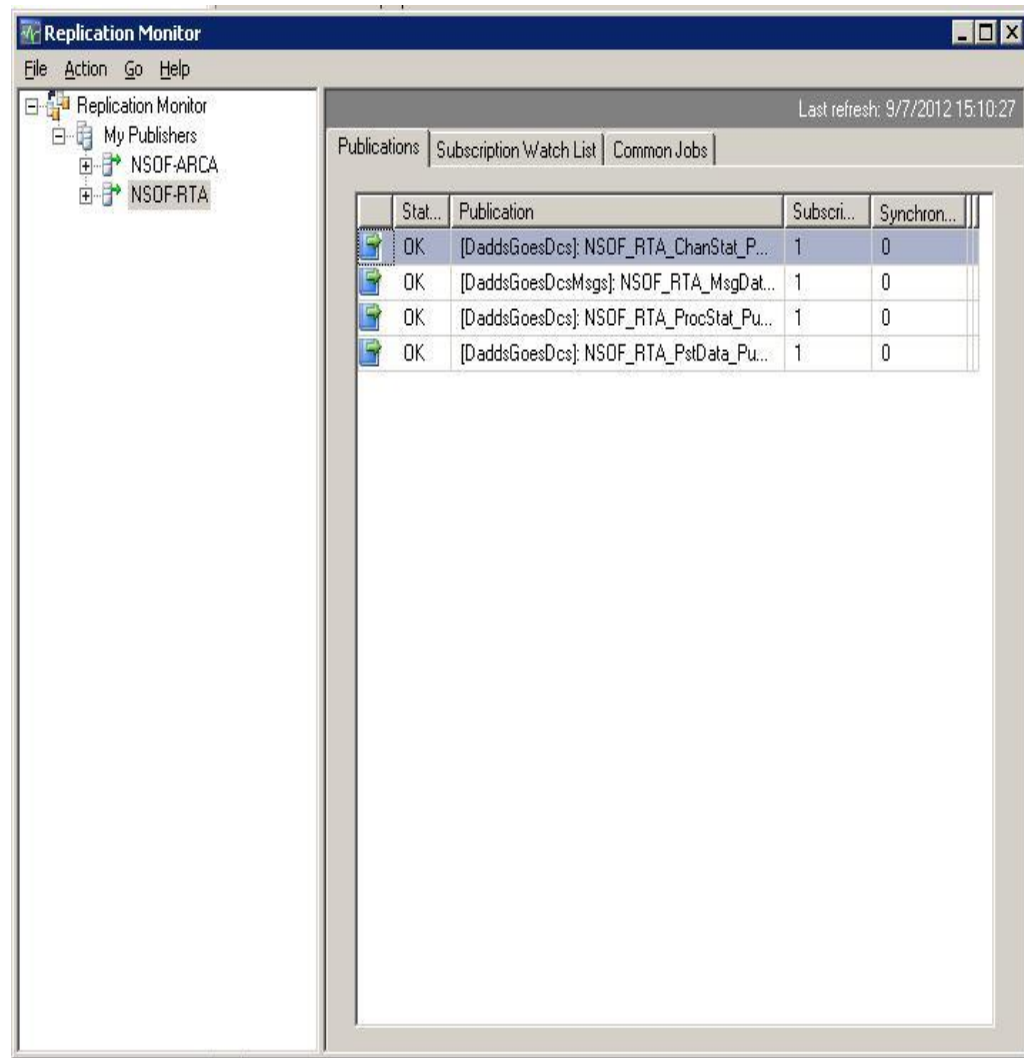 Replication Monitor
File Action Go Help
Replication Monitor
My Publishers
NSOF-ARCA
NSOF-RTA
Last refresh: 9/7/2012 15:10:27
Publications Subscription Watch List Common Jobs
Stat... Publication Subscri... Synchron...
OK [DaddsGoesDcs]: NSOF_RTA_ChanStat_P... 1 0
OK [DaddsGoesDcsMsgs]: NSOF_RTA_MsgDat... 1 0
OK [DaddsGoesDcs]: NSOF_RTA_ProcStat_Pu... 1 0
OK [DaddsGoesDcs]: NSOF_RTA_PstData_Pu... 1 0